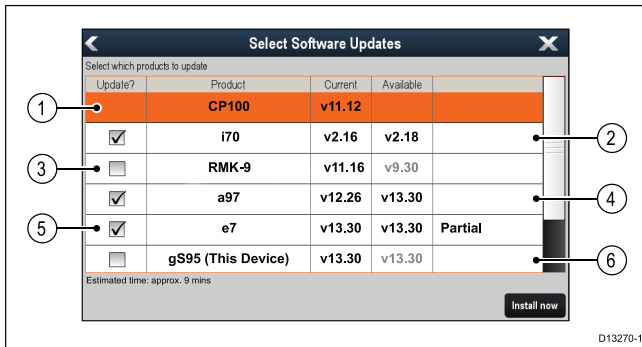 Select Software Updates
Select which products to update
Update? Product Current Available
1 CP100 v11.12
i70 v2.16 v2.18 2
3 RMK-9 v11.16 v9.30
a97 v12.26 v13.30 4
5 e7 v13.30 v13.30 Partial
gS95 (This Device) v13.30 v13.30 6
Estimated time: approx. 9 mins
Install now
D13270-1